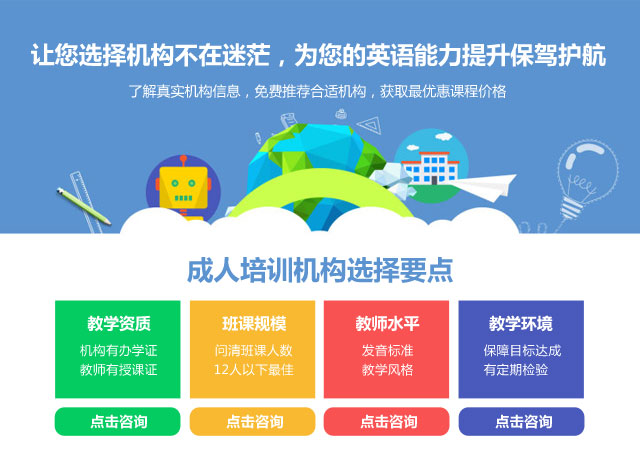 让您选择机构不在迷茫，为您的英语能力提升保驾护航
了解真实机构信息，免费推荐合适机构，获取最优惠课程价格
成人培训机构选择要点
教学资质
机构有办学证
教师有授课证
点击咨询
班课规模
问清班课人数
12人以下最佳
点击咨询
教师水平
发音标准
教学风格
点击咨询
教学环境
保障目标达成
有定期检验
点击咨询